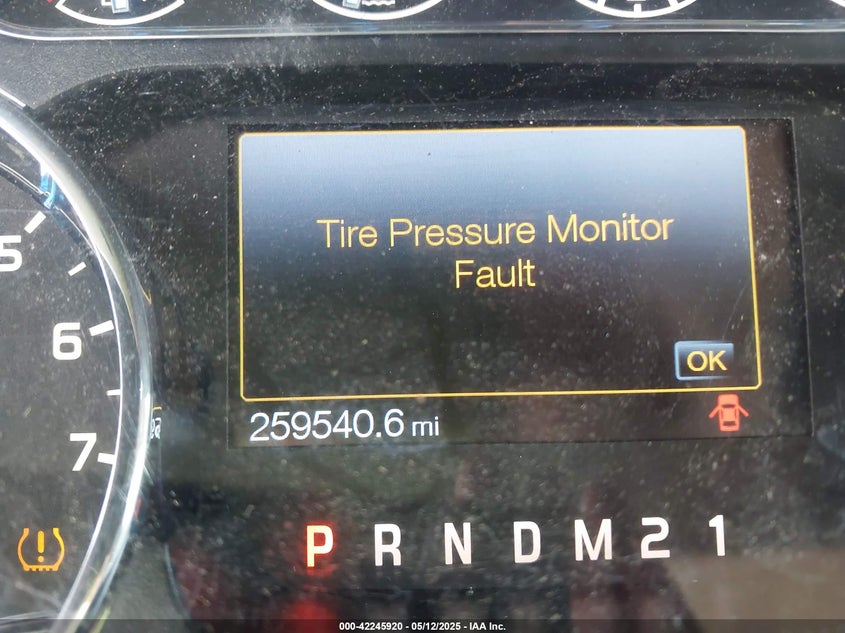 5
6
7
Tire Pressure Monitor
Fault
OK
259540.6 mi
P R N D M 2 1
000-42245920 - 05/12/2025 - IAA Inc.